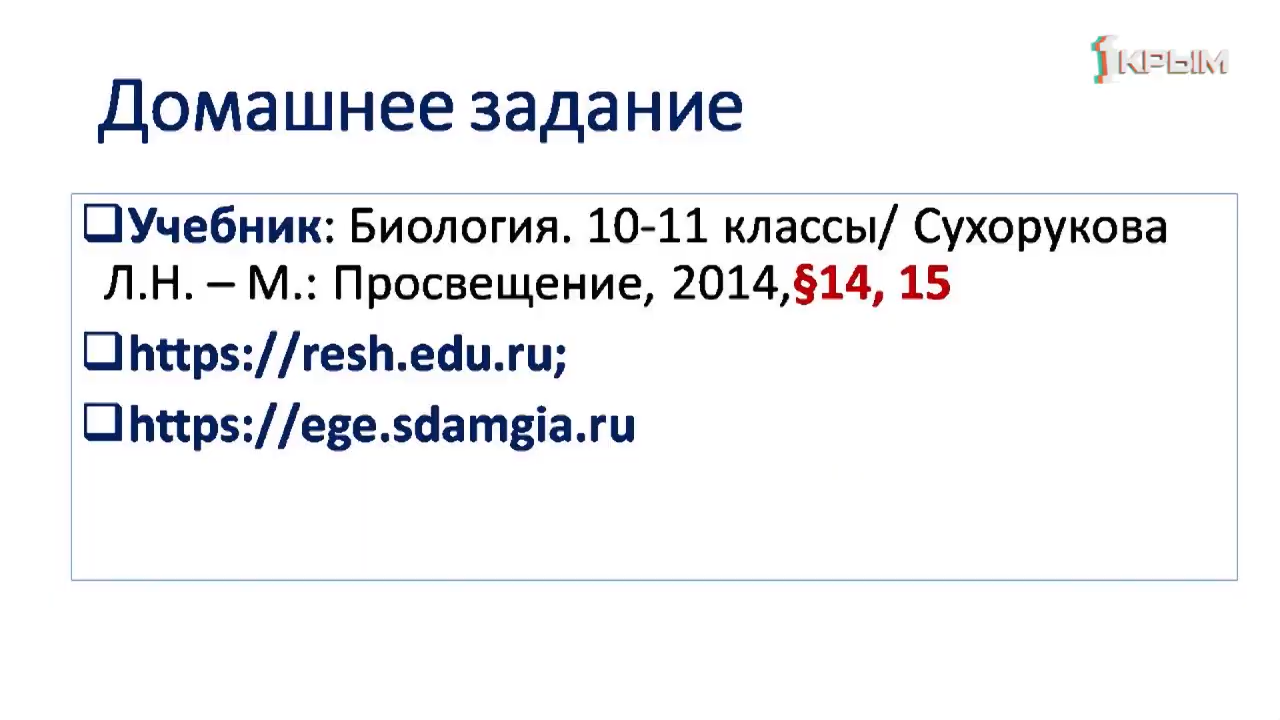 1КРЫМ
Домашнее задание
❑Учебник: Биология. 10-11 классы/ Сухорукова
Л.Н. – М.: Просвещение, 2014,§14, 15
❑https://resh.edu.ru;
❑https://ege.sdamgia.ru